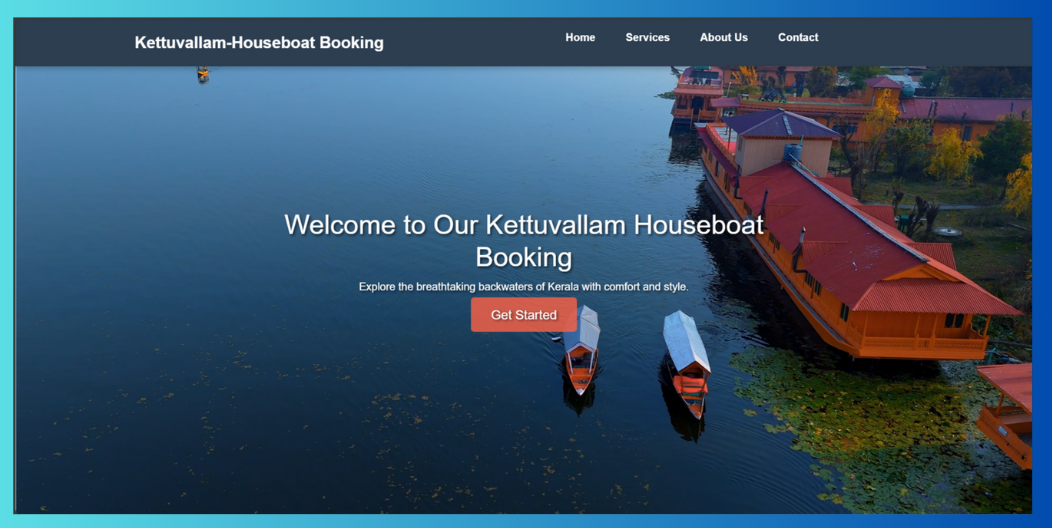 Kettuvallam-Houseboat Booking
Home Services About Us Contact
Welcome to Our Kettuvallam Houseboat
Booking
Explore the breathtaking backwaters of Kerala with comfort and style.
Get Started